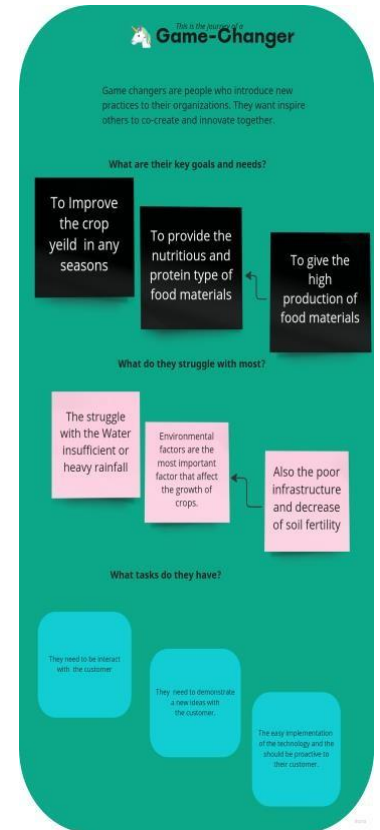 This is the journey of a
Game-Changer
Game changers are people who introduce new
practices to their organizations. They want inspire
others to co-create and innovate together.
What are their key goals and needs?
To Improve
the crop
yeild in any
seasons
To provide the
nutritious and
protein type of
food materials
To give the
high
production of
food materials
What do they struggle with most?
The struggle
with the Water
insufficient or
heavy rainfall
Environmental
factors are the
most important
factor that affect
the growth of
crops.
Also the poor
infrastructure
and decrease
of soil fertility
What tasks do they have?
They need to be interact
with the customer
They need to demonstrate
a new ideas with
the customer.
The easy implementation
of the technology and the
should be proactive to
their customer.